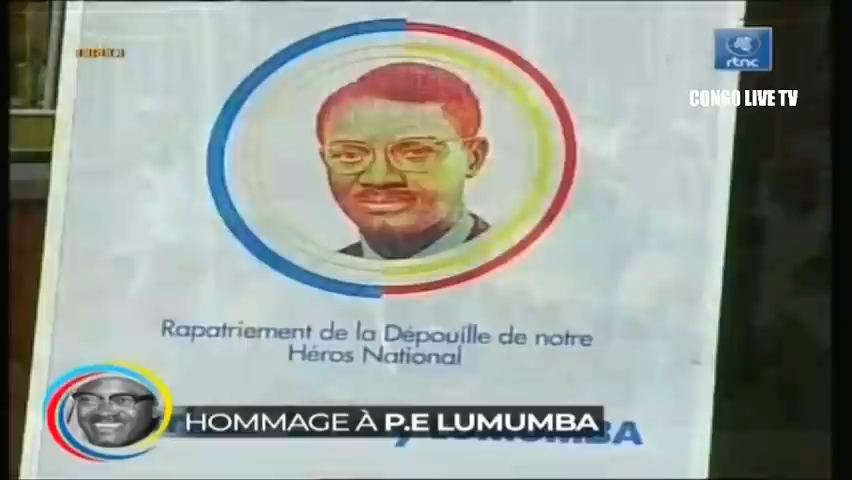 rtnc
CONGO LIVE TV
Rapatriement de la Dépouille de notre
Héros National
HOMMAGE À P.E LUMUMBA